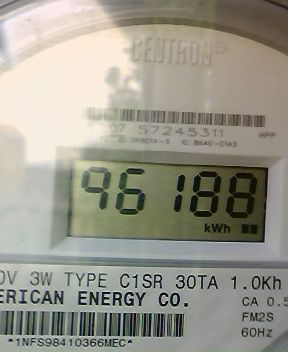 CENTRON®
07 57245311 HPP
96188
kWh
0V 3W TYPE C1SR 30TA 1.0Kh
ERICAN ENERGY CO. CA 0.5
FM2S
*1NFS98410366MEC* 60Hz